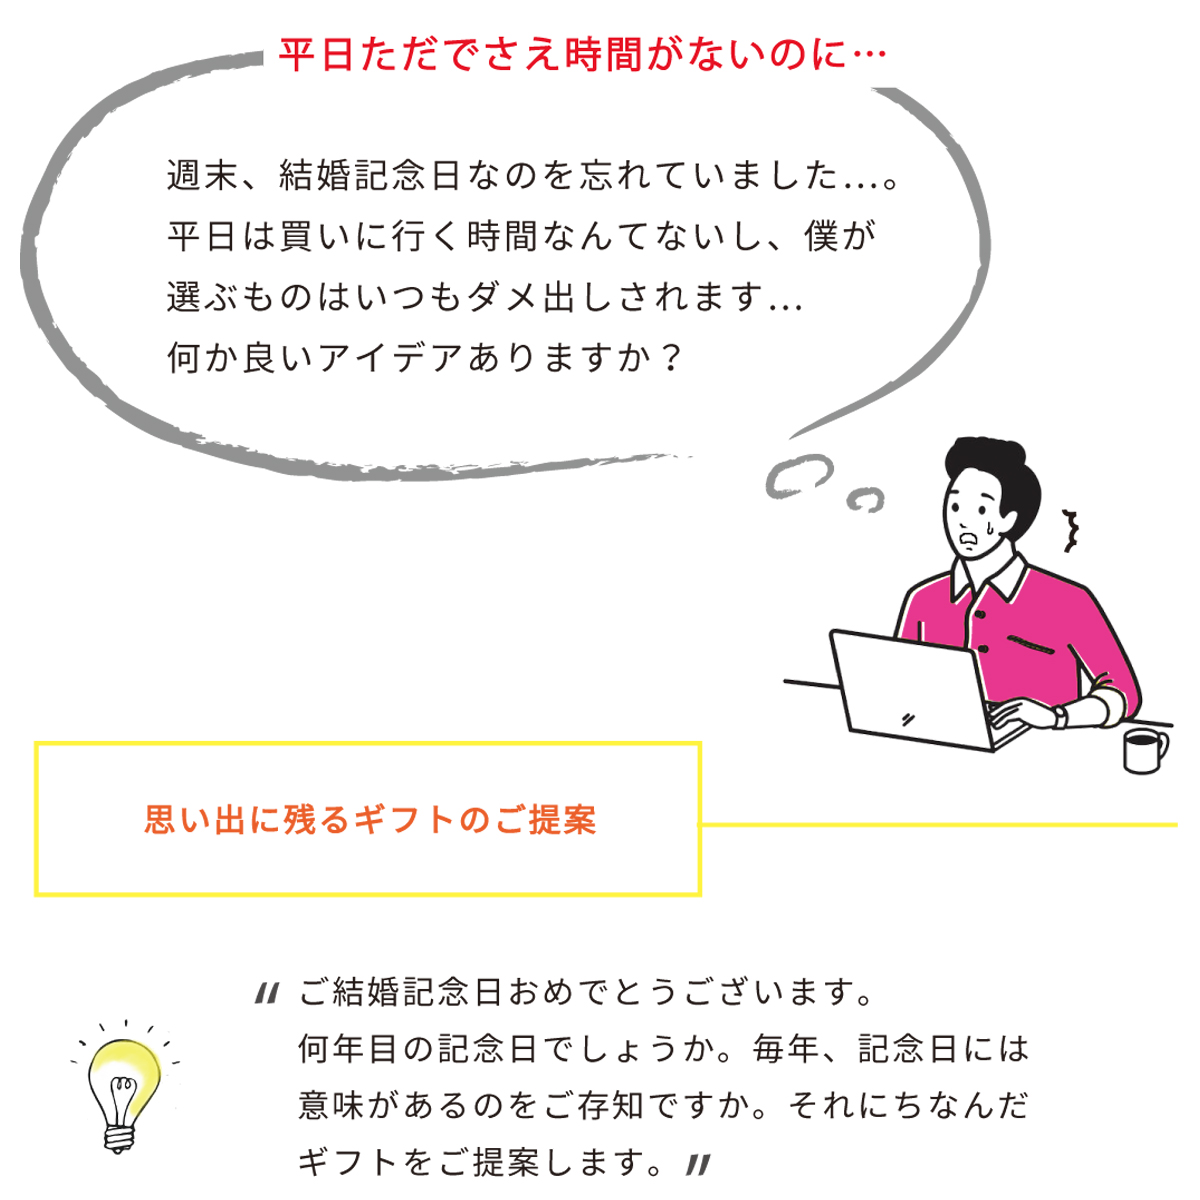 平日ただでさえ時間がないのに…
週末、結婚記念日なのを忘れていました…。
平日は買いに行く時間なんてないし、僕が
選ぶものはいつもダメ出しされます…
何か良いアイデアありますか？
思い出に残るギフトのご提案
〝ご結婚記念日おめでとうございます。
何年目の記念日でしょうか。毎年、記念日には
意味があるのをご存知ですか。それにちなんだ
ギフトをご提案します。〟